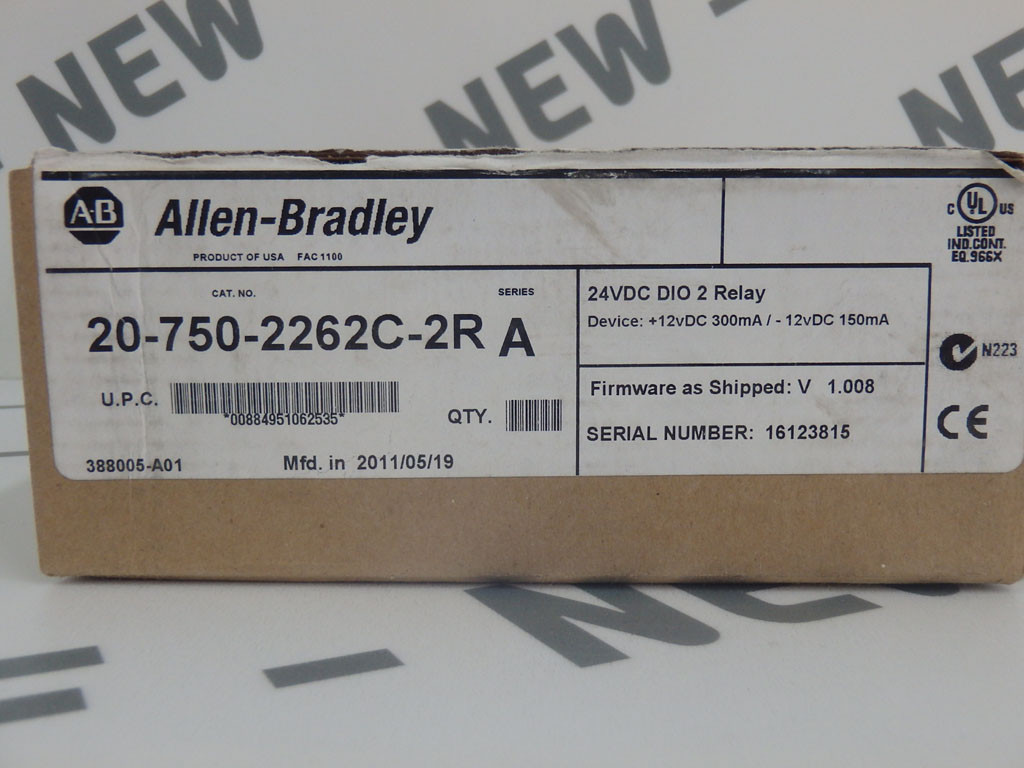 NEW
NEW -
NEW
A-B Allen-Bradley
PRODUCT OF USA FAC 1100
C UL US
LISTED
IND.CONT.
EQ.966X
CAT. NO. SERIES
20-750-2262C-2R A
24VDC DIO 2 Relay
Device: +12vDC 300mA / - 12vDC 150mA
N223
U.P.C. *00884951062535* QTY.
Firmware as Shipped: V 1.008
SERIAL NUMBER: 16123815
CE
388005-A01 Mfd. in 2011/05/19
- NEW